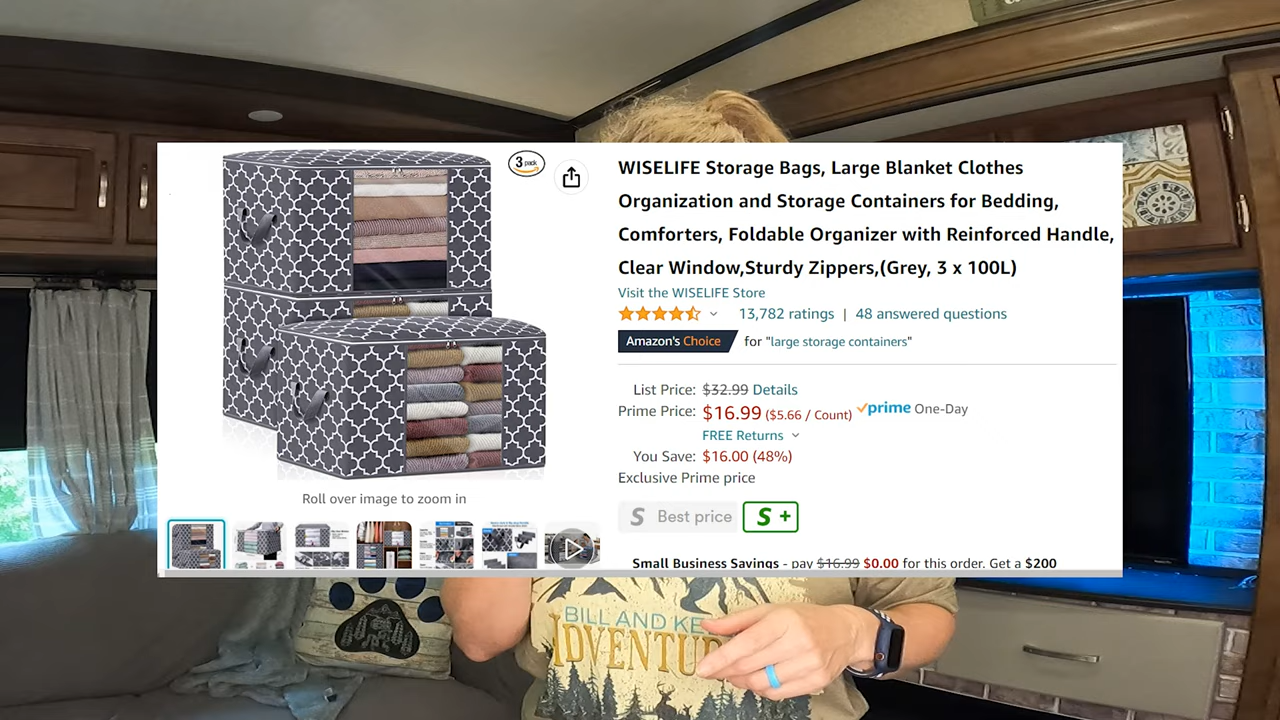 3 pack
WISELIFE Storage Bags, Large Blanket Clothes
Organization and Storage Containers for Bedding,
Comforters, Foldable Organizer with Reinforced Handle,
Clear Window,Sturdy Zippers,(Grey, 3 x 100L)
Visit the WISELIFE Store
13,782 ratings | 48 answered questions
Amazon's Choice for "large storage containers"
List Price: $32.99 Details
Prime Price: $16.99 ($5.66 / Count) prime One-Day
FREE Returns
You Save: $16.00 (48%)
Exclusive Prime price
Roll over image to zoom in
S Best price S +
Small Business Savings - pay $16.99 $0.00 for this order. Get a $200
BILL AND